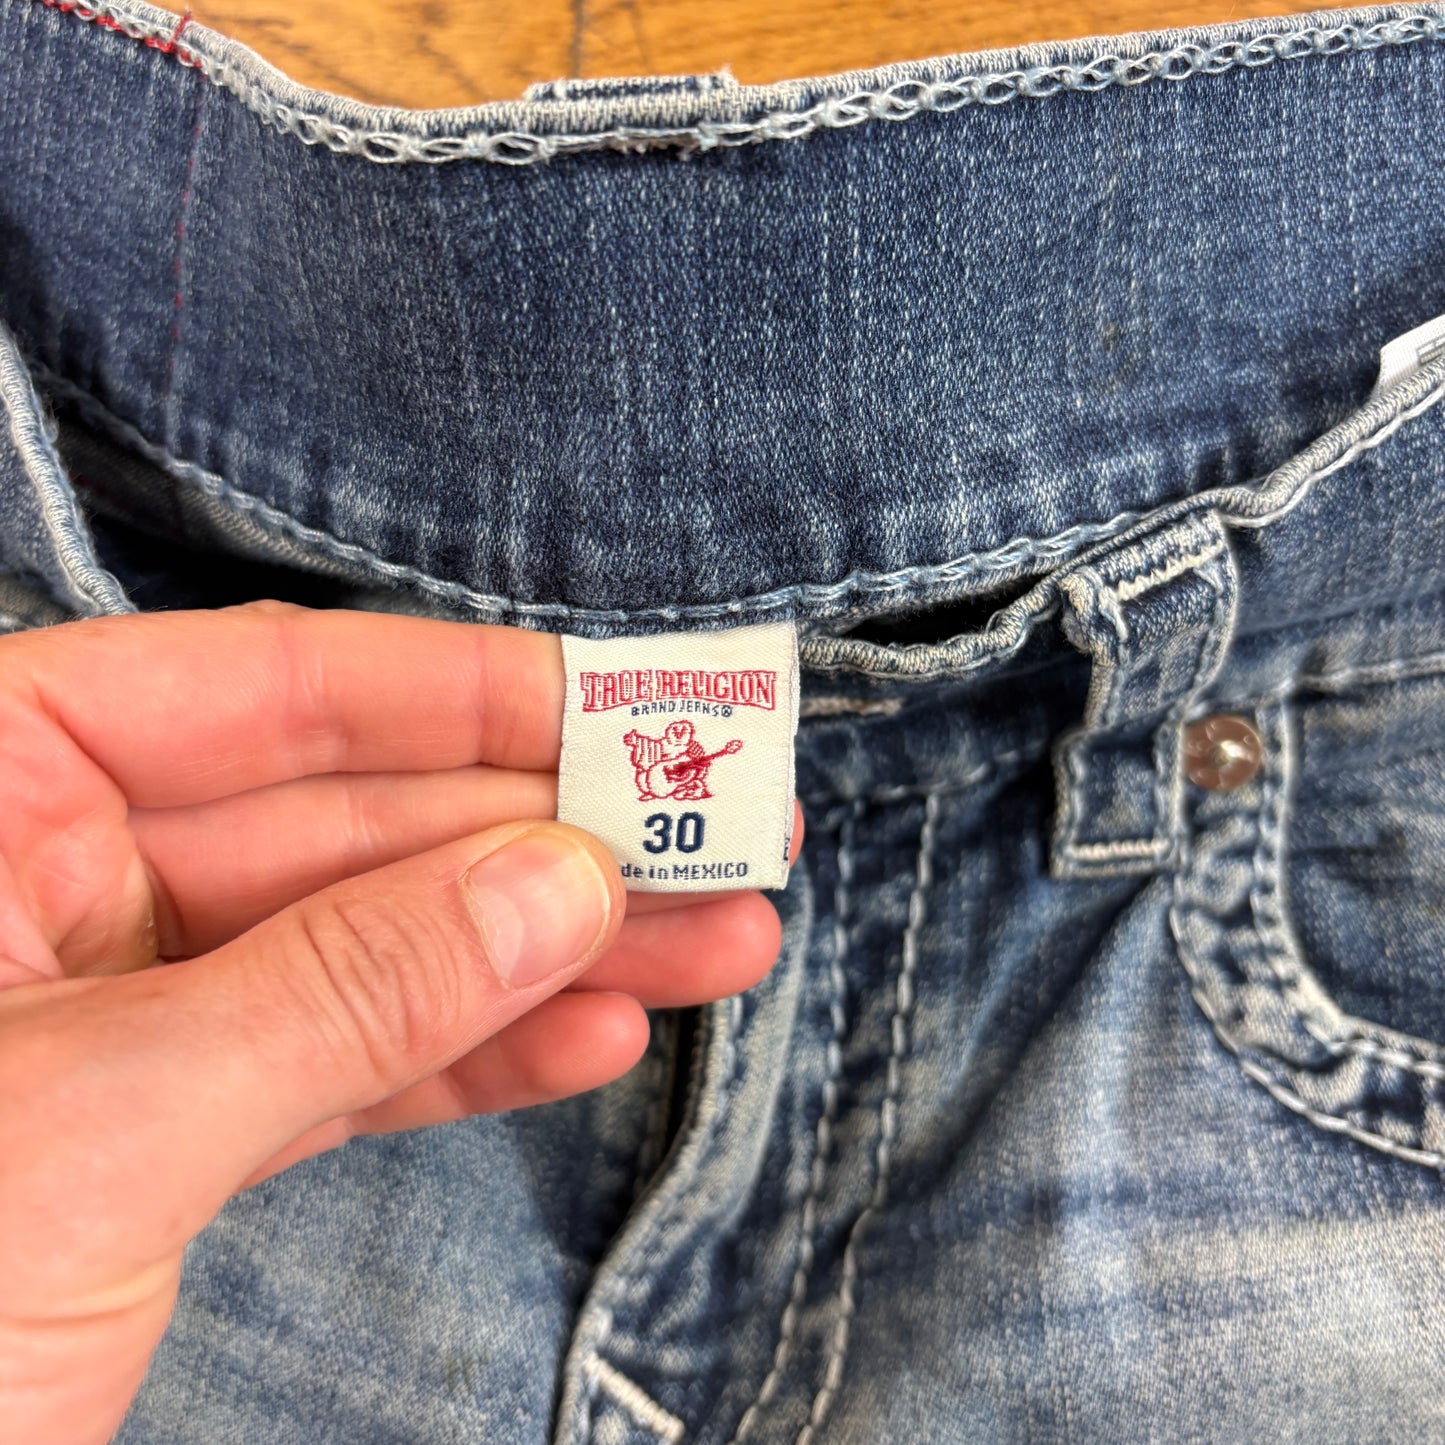 TRUE RELIGION
BRAND JEANS®
30
de in MEXICO